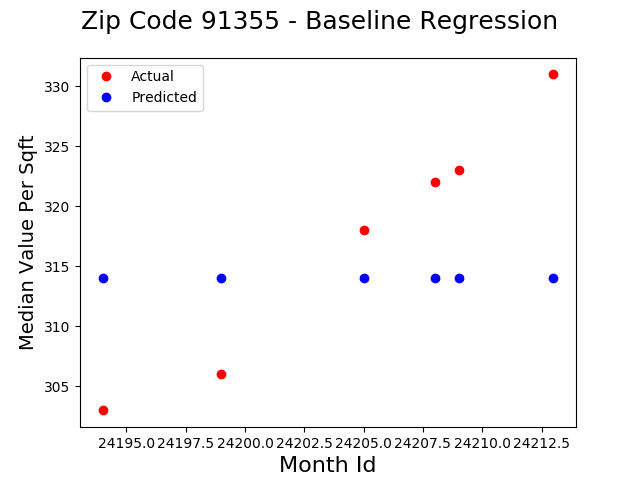 Zip Code 91355 - Baseline Regression
Actual
Predicted
Median Value Per Sqft
330
325
320
315
310
305
24195.0 24197.5 24200.0 24202.5 24205.0 24207.5 24210.0 24212.5
Month Id